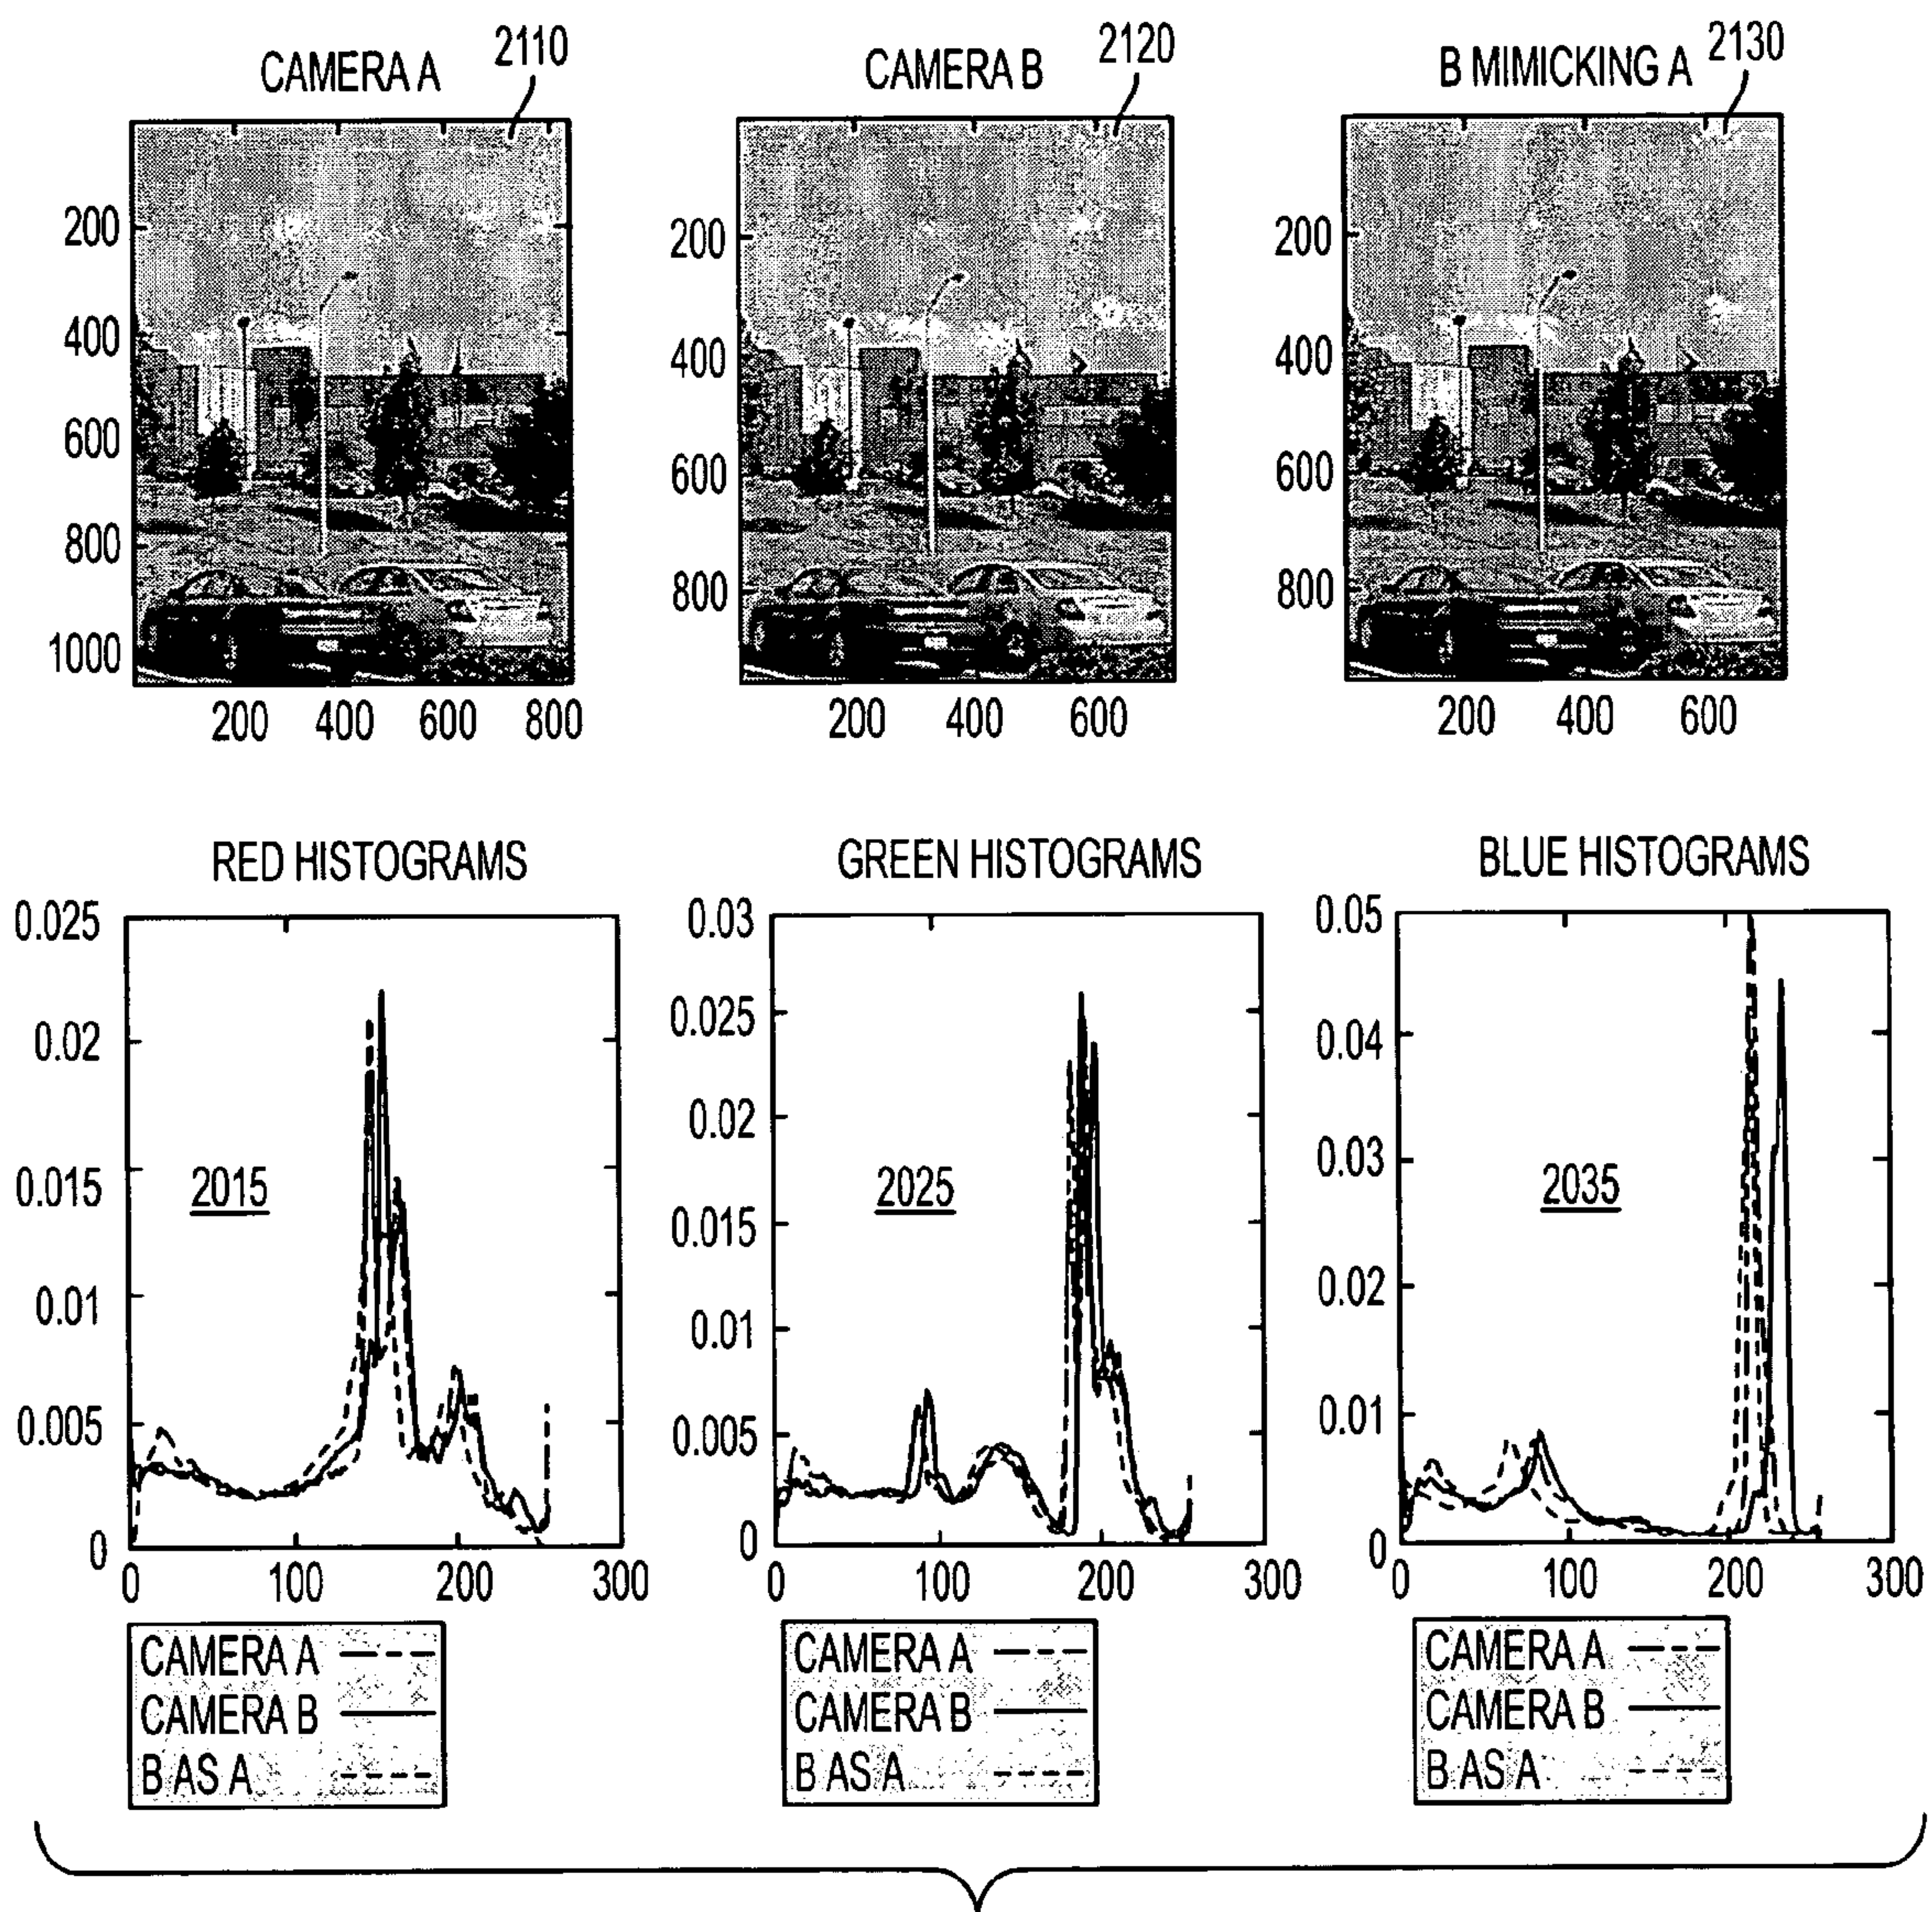 CAMERA A 2110
CAMERA B 2120
B MIMICKING A 2130
200
400
600
800
1000
200 400 600 800
200
400
600
800
200 400 600
200
400
600
800
200 400 600
RED HISTOGRAMS
0.025
0.02
0.015
0.01
0.005
0
2015
0 100 200 300
CAMERA A
CAMERA B
B AS A
GREEN HISTOGRAMS
0.03
0.025
0.02
0.015
0.01
0.005
0
2025
0 100 200 300
CAMERA A
CAMERA B
B AS A
BLUE HISTOGRAMS
0.05
0.04
0.03
0.02
0.01
0
2035
0 100 200 300
CAMERA A
CAMERA B
B AS A